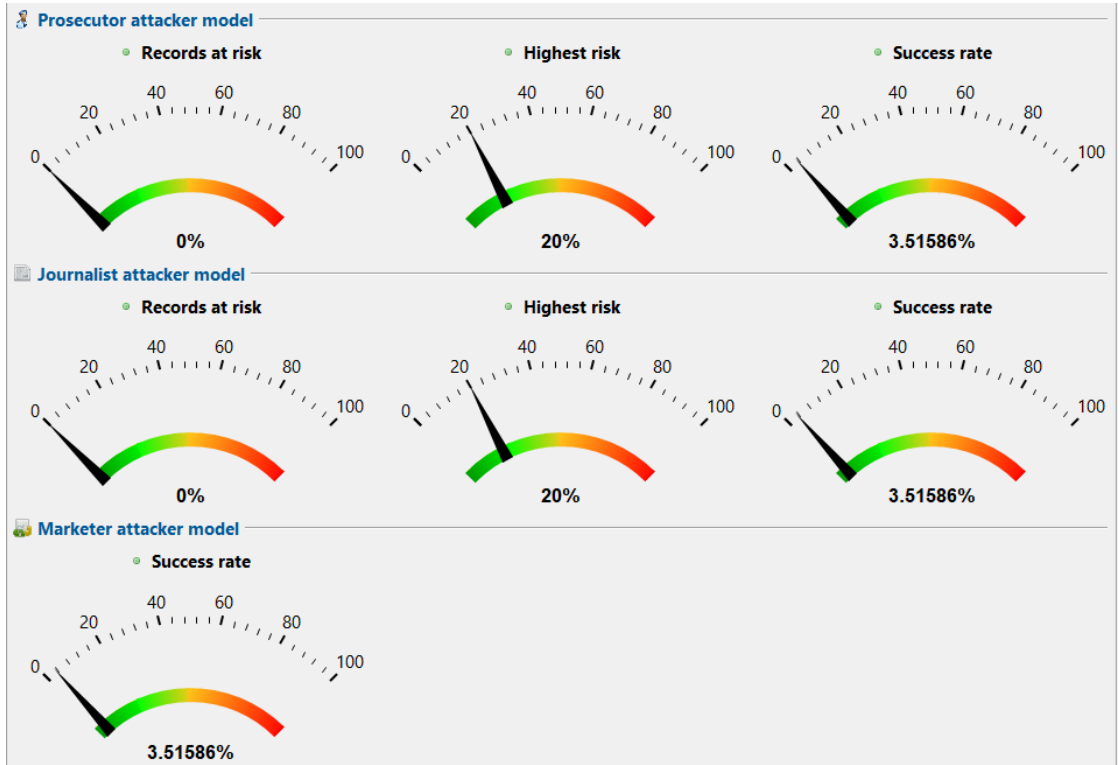 Prosecutor attacker model
Records at risk Highest risk Success rate
0 20 40 60 80 100 0 20 40 60 80 100 0 20 40 60 80 100
0% 20% 3.51586%
Journalist attacker model
Records at risk Highest risk Success rate
0 20 40 60 80 100 0 20 40 60 80 100 0 20 40 60 80 100
0% 20% 3.51586%
Marketer attacker model
Success rate
0 20 40 60 80 100
3.51586%